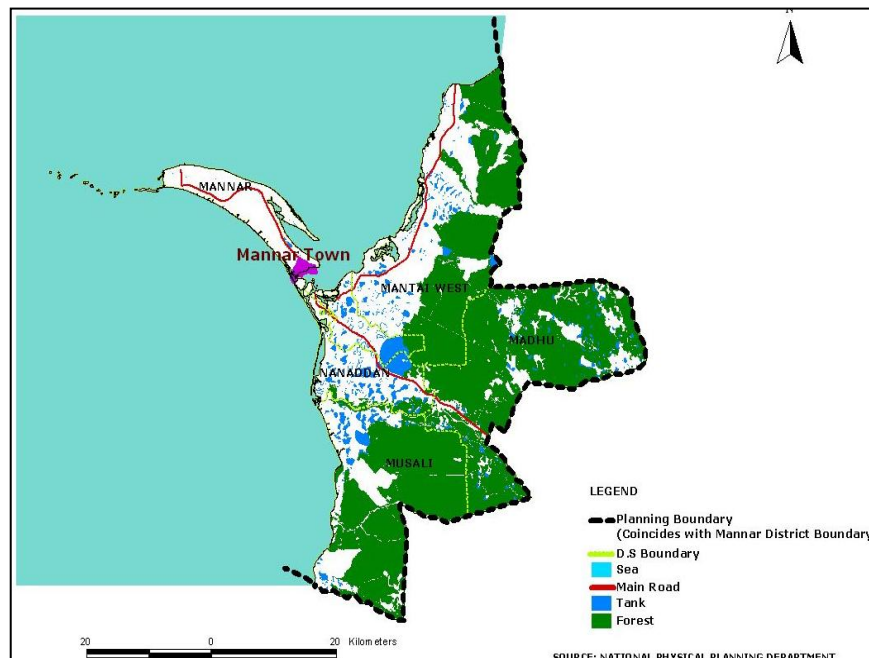 MANNAR
Mannar Town
MANTAI WEST
MADHU
NANADDAN
MUSALI
LEGEND
Planning Boundary
(Coincides with Mannar District Boundary
D.S Boundary
Sea
Main Road
Tank
Forest
20 0 20 Kilometers
SOURCE: NATIONAL PHYSICAL PLANNING DEPARTMENT